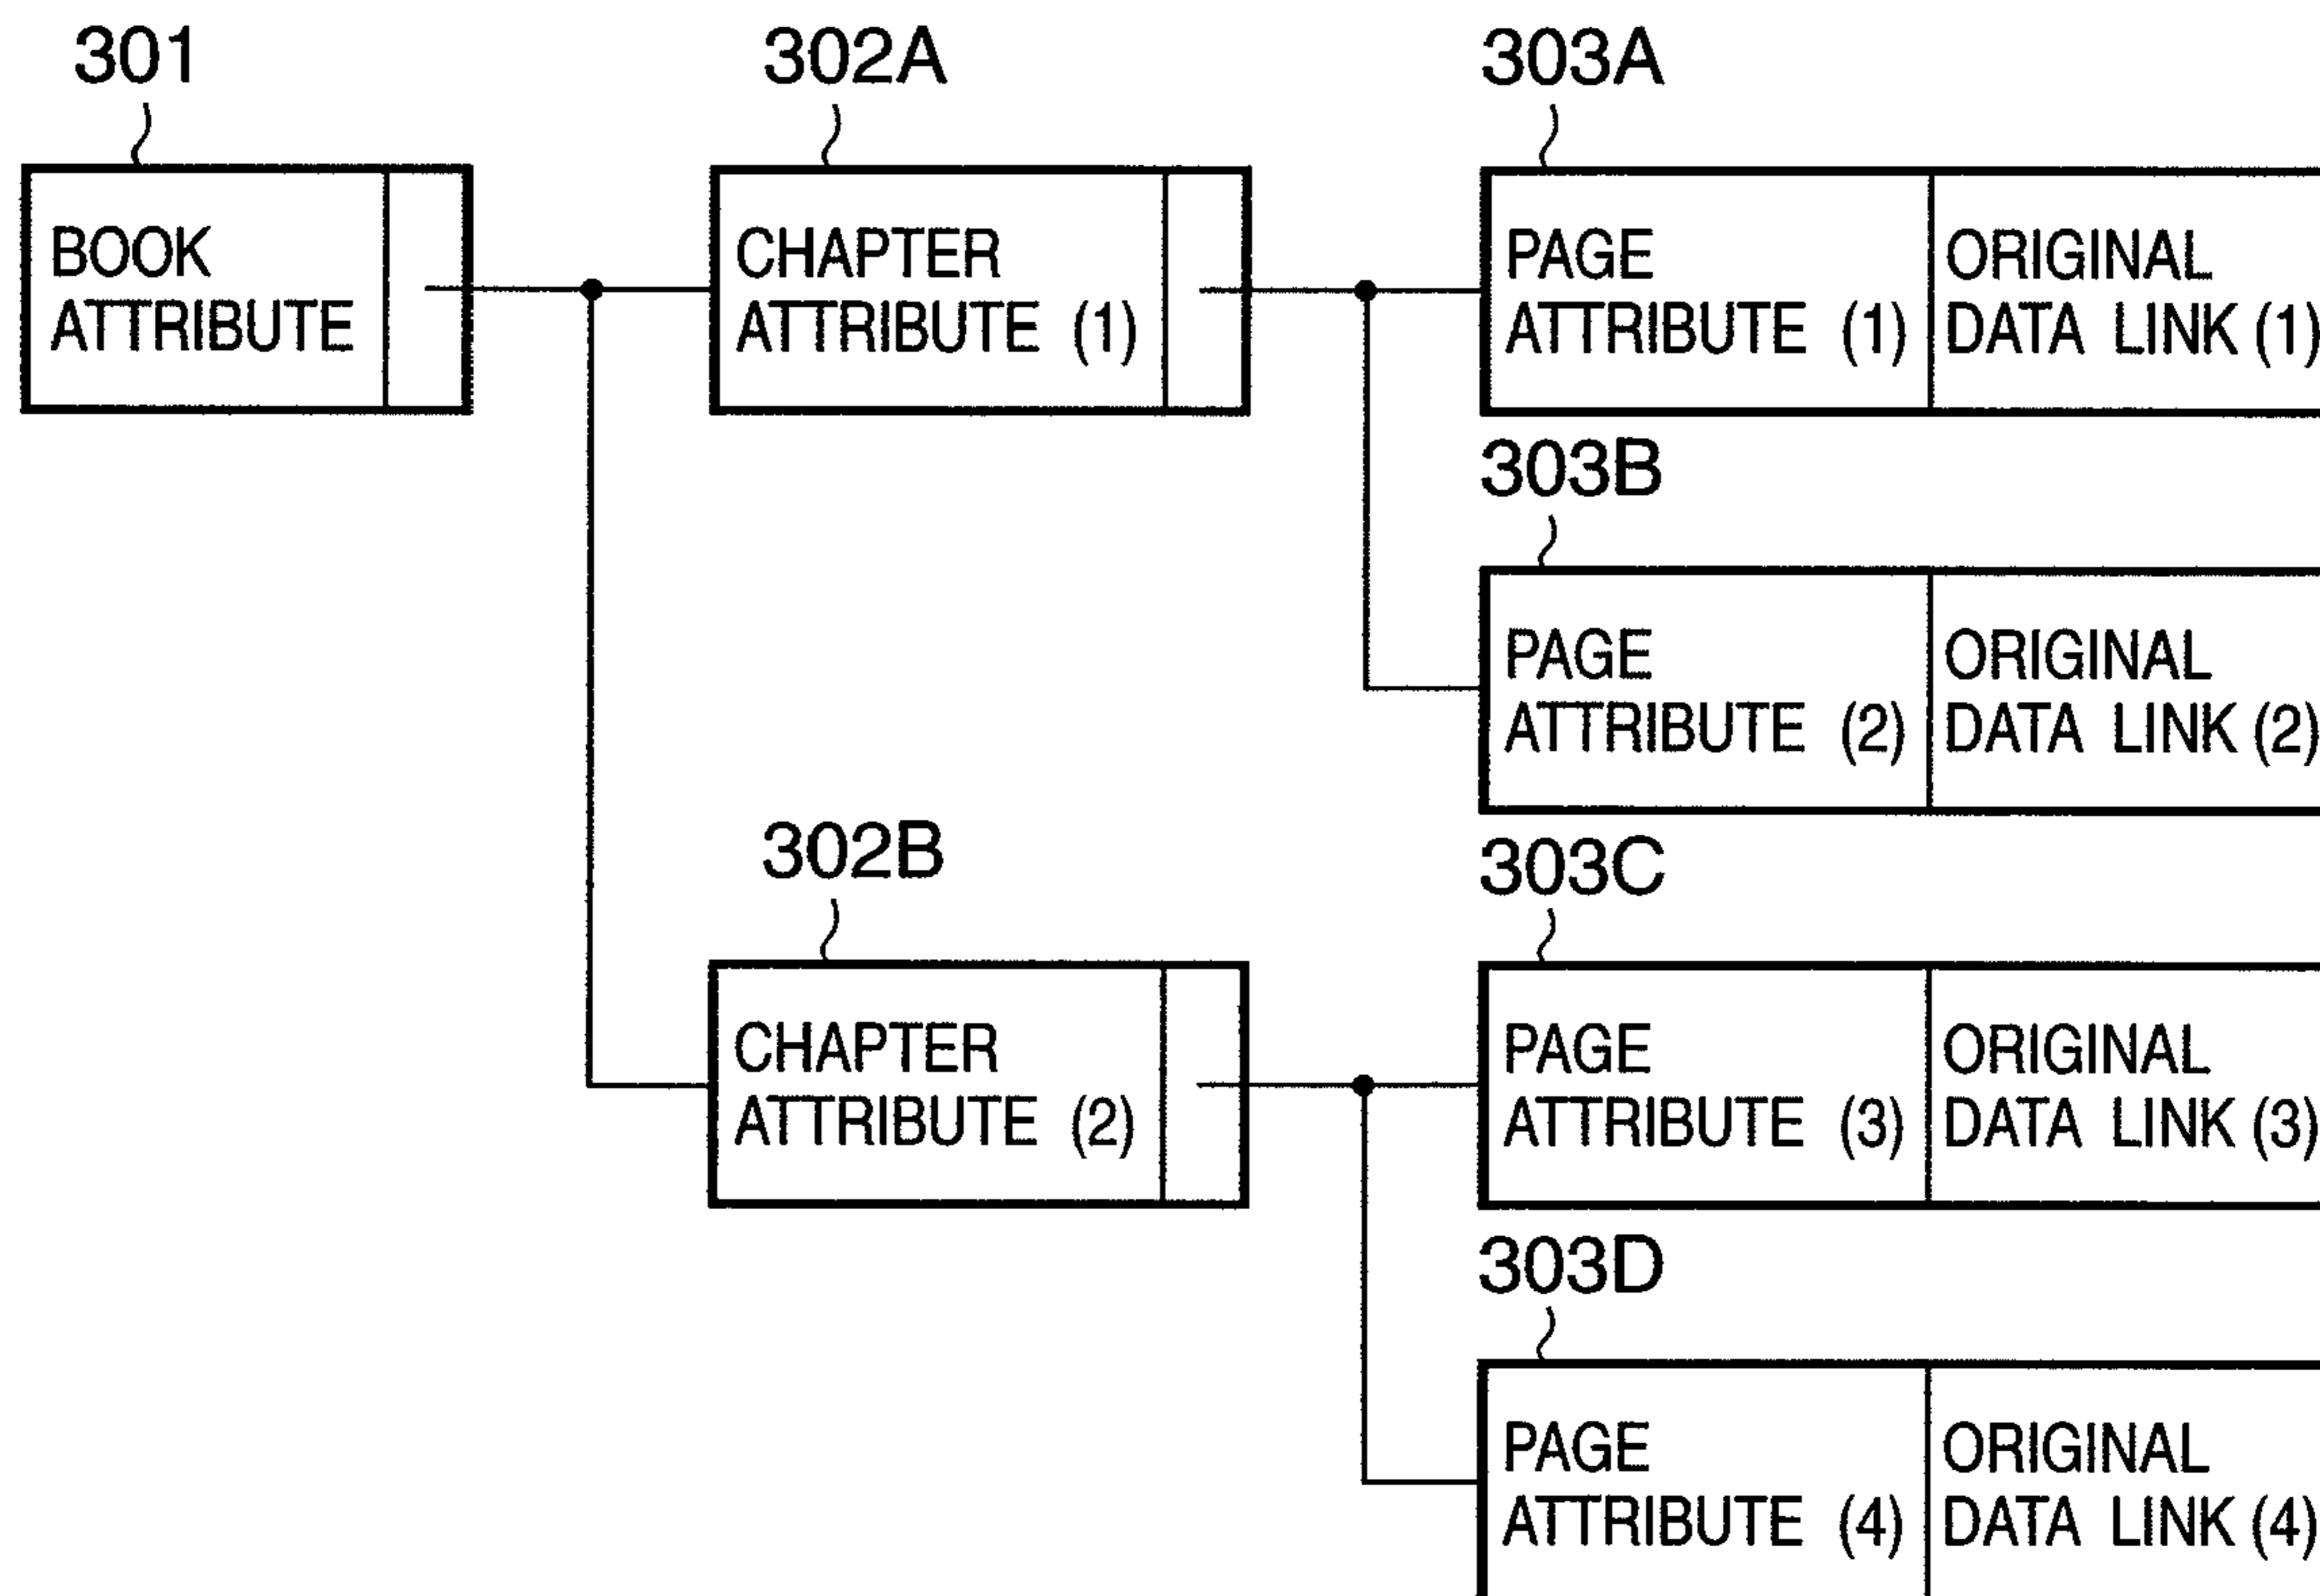 301
302A
303A
BOOK
ATTRIBUTE
CHAPTER
ATTRIBUTE (1)
PAGE
ATTRIBUTE (1)
ORIGINAL
DATA LINK (1)
303B
PAGE
ATTRIBUTE (2)
ORIGINAL
DATA LINK (2)
302B
303C
CHAPTER
ATTRIBUTE (2)
PAGE
ATTRIBUTE (3)
ORIGINAL
DATA LINK (3)
303D
PAGE
ATTRIBUTE (4)
ORIGINAL
DATA LINK (4)